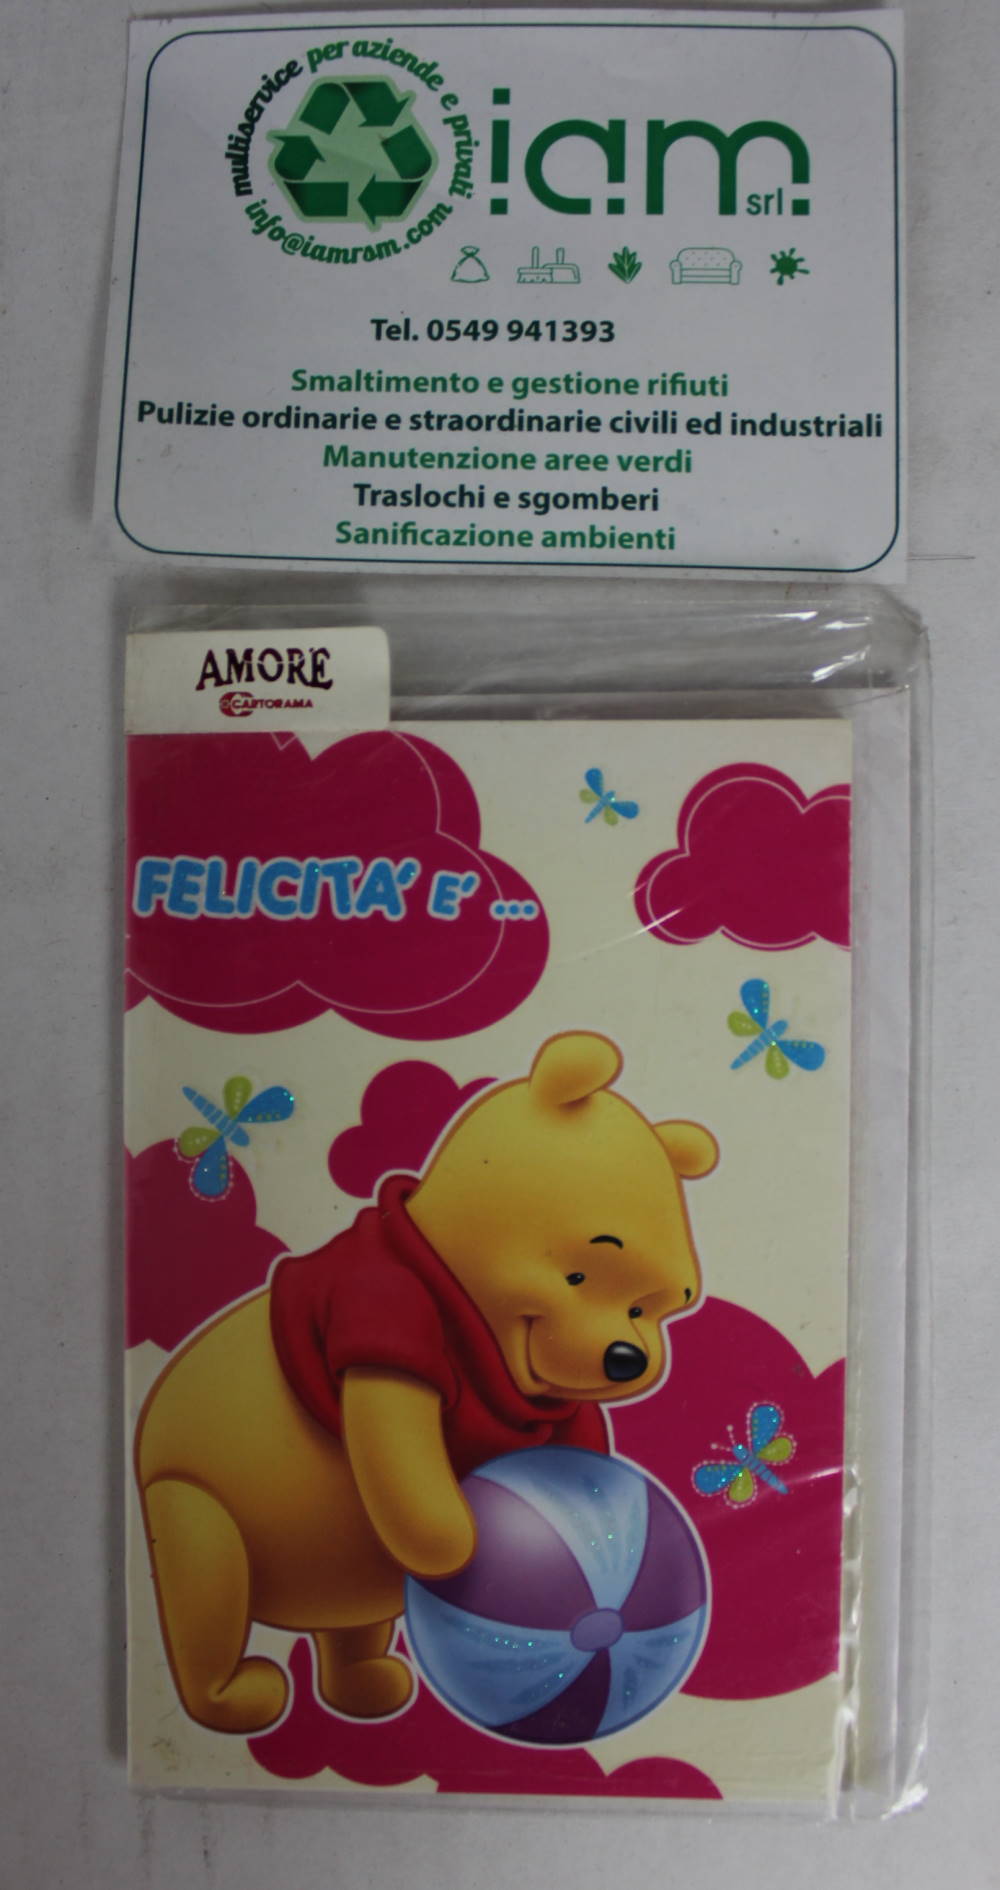 multiservice per aziende e privati
info@iamrsm.com
iam srl
Tel. 0549 941393
Smaltimento e gestione rifiuti
Pulizie ordinarie e straordinarie civili ed industriali
Manutenzione aree verdi
Traslochi e sgomberi
Sanificazione ambienti
AMORE
CARTORAMA
FELICITA' E' ...